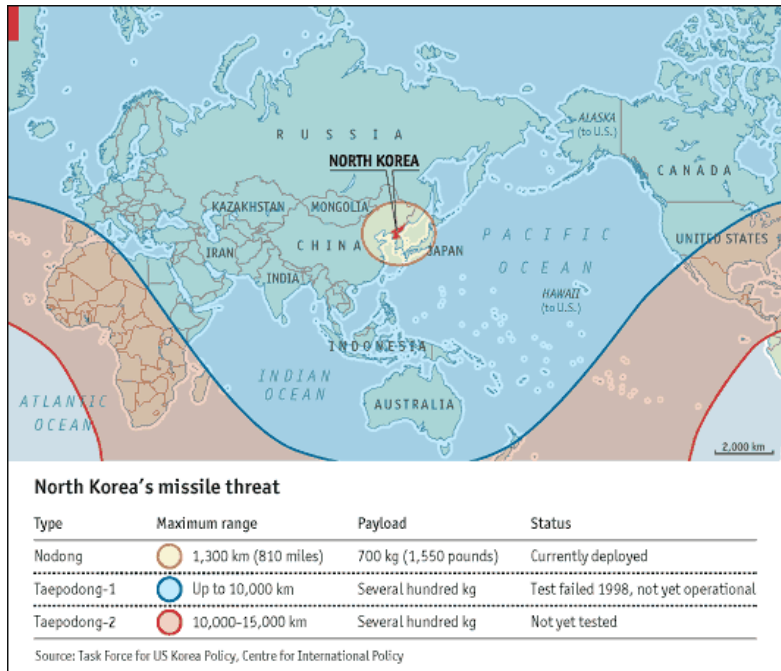 ALASKA
(to U.S.)
RUSSIA
CANADA
NORTH KOREA
KAZAKHSTAN
MONGOLIA
PACIFIC
UNITED STATES
CHINA
JAPAN
IRAN
OCEAN
INDIA
HAWAII
(to U.S.)
INDONESIA
INDIAN
OCEAN
ATLANTIC
OCEAN
AUSTRALIA
2,000 km
North Korea's missile threat
Type Maximum range Payload Status
Nodong 1,300 km (810 miles) 700 kg (1,550 pounds) Currently deployed
Taepodong-1 Up to 10,000 km Several hundred kg Test failed 1998, not yet operational
Taepodong-2 10,000-15,000 km Several hundred kg Not yet tested
Source: Task Force for US Korea Policy, Centre for International Policy